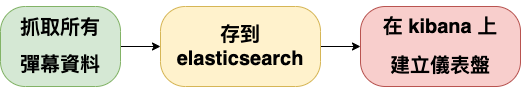 抓取所有
彈幕資料
存到
elasticsearch
在 kibana 上
建立儀表盤